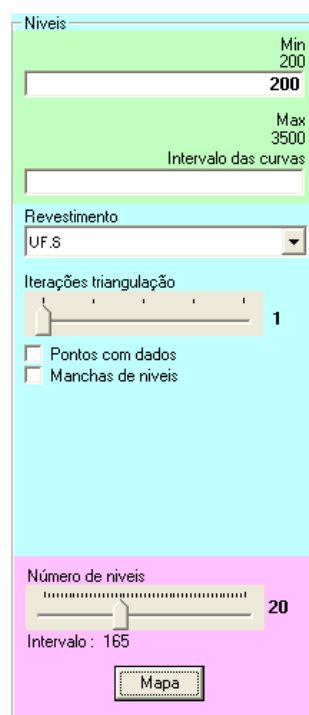 Niveis
Min
200
200
Max
3500
Intervalo das curvas
Revestimento
UF.S
Iterações triangulação
1
Pontos com dados
Manchas de niveis
Número de niveis
20
Intervalo : 165
Mapa